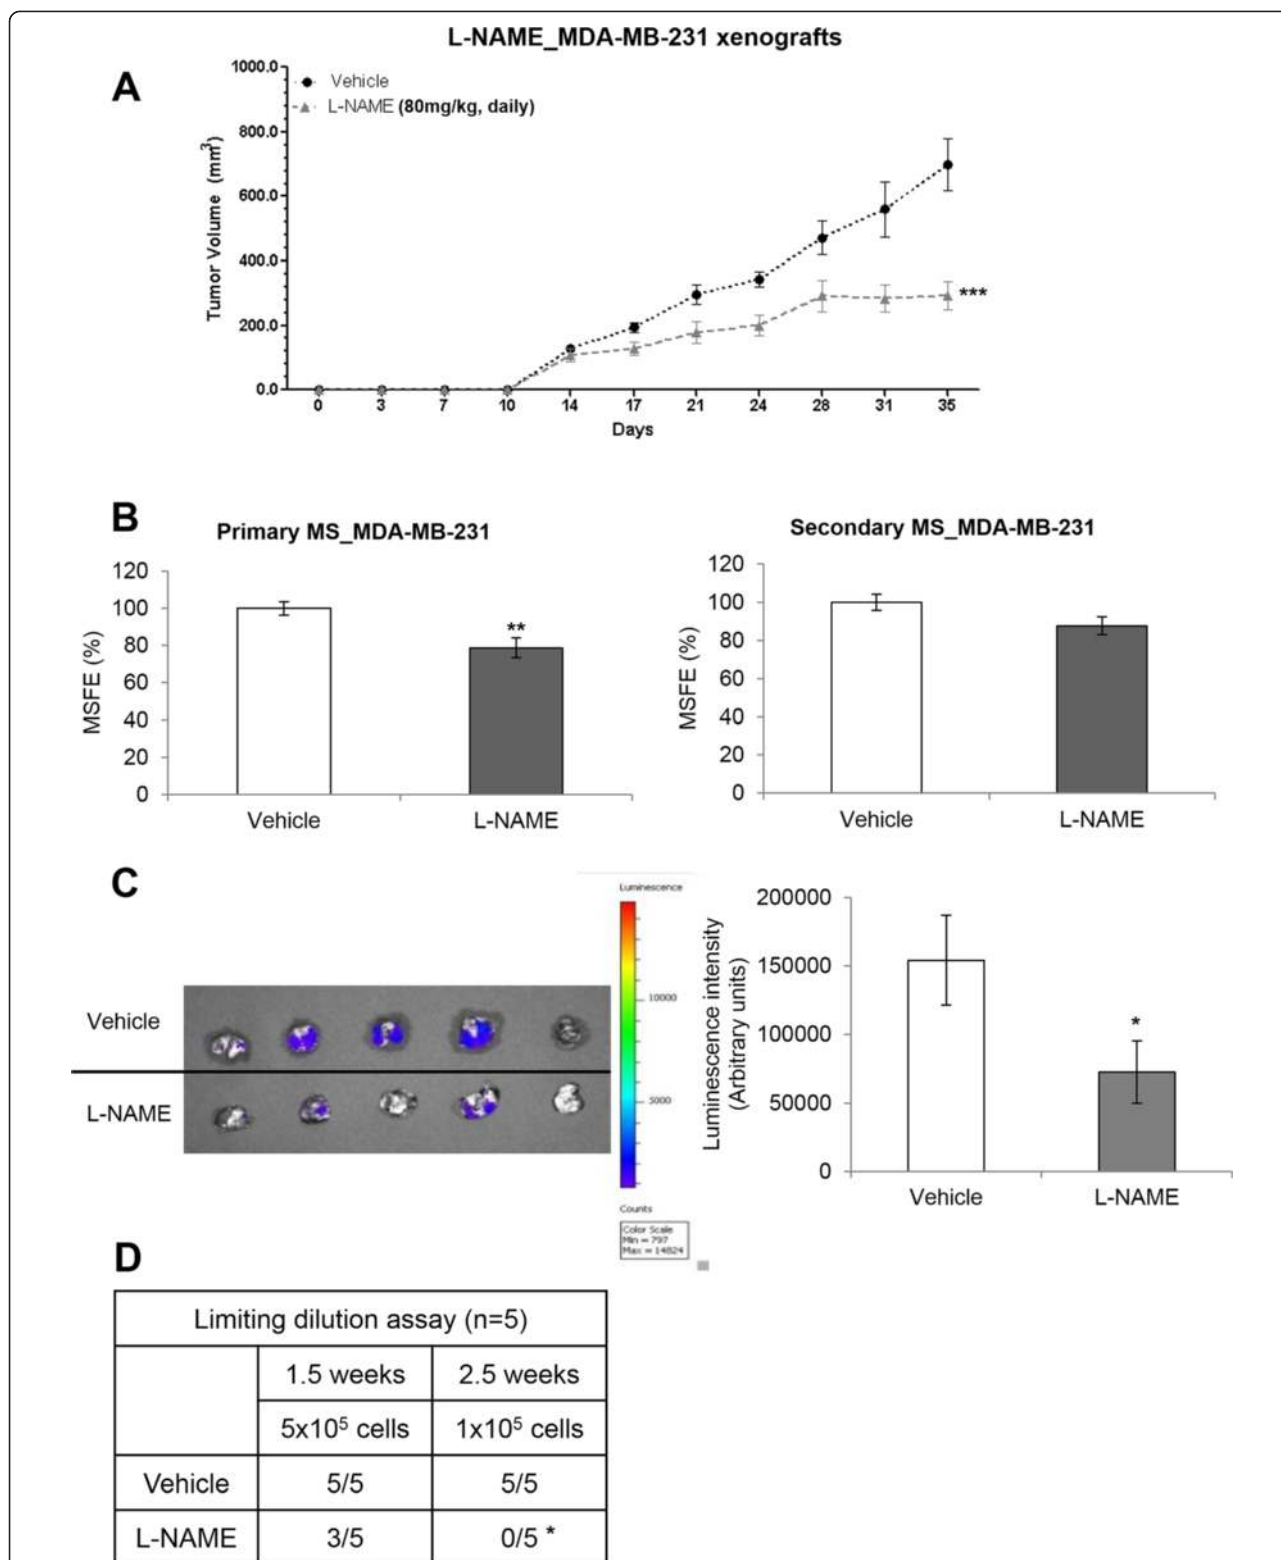 L-NAME_MDA-MB-231 xenografts
A
1000.0
800.0
600.0
400.0
200.0
0.0
Tumor Volume (mm³)
Vehicle
L-NAME (80mg/kg, daily)
***
0 3 7 10 14 17 21 24 28 31 35
Days
B
Primary MS_MDA-MB-231
MSFE (%)
120
100
80
60
40
20
0
**
Vehicle L-NAME
Secondary MS_MDA-MB-231
MSFE (%)
120
100
80
60
40
20
0
Vehicle L-NAME
C
Vehicle
L-NAME
Luminescence
10000
5000
Counts
Color Scale
Min = 797
Max = 14824
Luminescence intensity
(Arbitrary units)
200000
150000
100000
50000
0
*
Vehicle L-NAME
D
Limiting dilution assay (n=5)
1.5 weeks 2.5 weeks
5x10⁵ cells 1x10⁵ cells
Vehicle 5/5 5/5
L-NAME 3/5 0/5 *